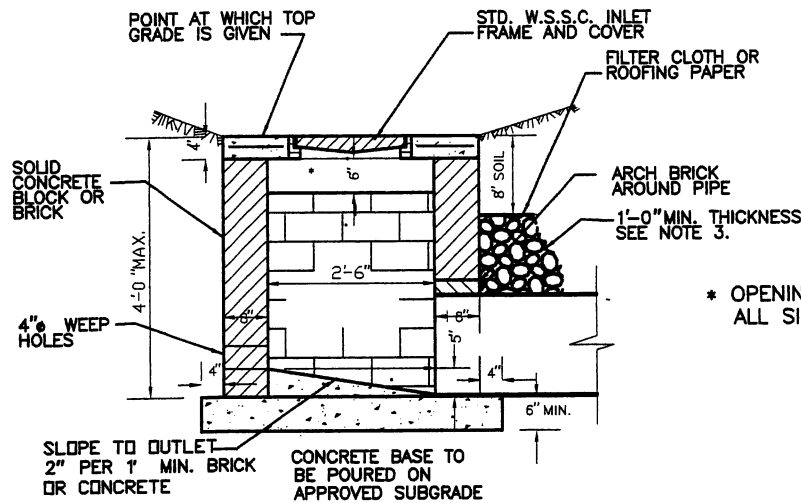 POINT AT WHICH TOP
GRADE IS GIVEN
STD. W.S.S.C. INLET
FRAME AND COVER
FILTER CLOTH OR
ROOFING PAPER
4'
SOLID
CONCRETE
BLOCK OR
BRICK
*
6"
8" SOIL
ARCH BRICK
AROUND PIPE
1'-0" MIN. THICKNESS
SEE NOTE 3.
4'-0"MAX.
2'-6"
* OPENIN
ALL SI
4"ø WEEP
HOLES
8"
8"
5"
4"
4"
6" MIN.
SLOPE TO OUTLET
2" PER 1' MIN. BRICK
OR CONCRETE
CONCRETE BASE TO
BE POURED ON
APPROVED SUBGRADE